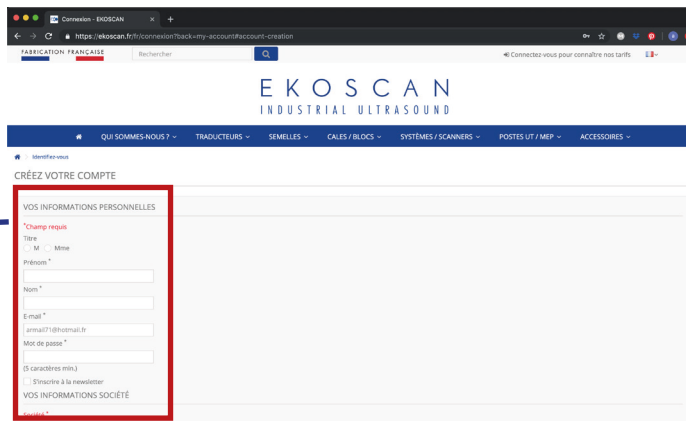 Connexion - EKOSCAN
https://ekoscan.fr/fr/connexion?back=my-account#account-creation
FABRICATION FRANÇAISE
Rechercher
Connectez-vous pour connaître nos tarifs
EKOSCAN
INDUSTRIAL ULTRASOUND
QUI SOMMES-NOUS ? TRADUCTEURS SEMELLES CALES / BLOCS SYSTÈMES / SCANNERS POSTES UT / MEP ACCESSOIRES
Identifiez-vous
CRÉEZ VOTRE COMPTE
VOS INFORMATIONS PERSONNELLES
*Champ requis
Titre
M Mme
Prénom *
Nom *
E-mail *
armail71@hotmail.fr
Mot de passe *
(5 caractères min.)
S'inscrire à la newsletter
VOS INFORMATIONS SOCIÉTÉ
Société *